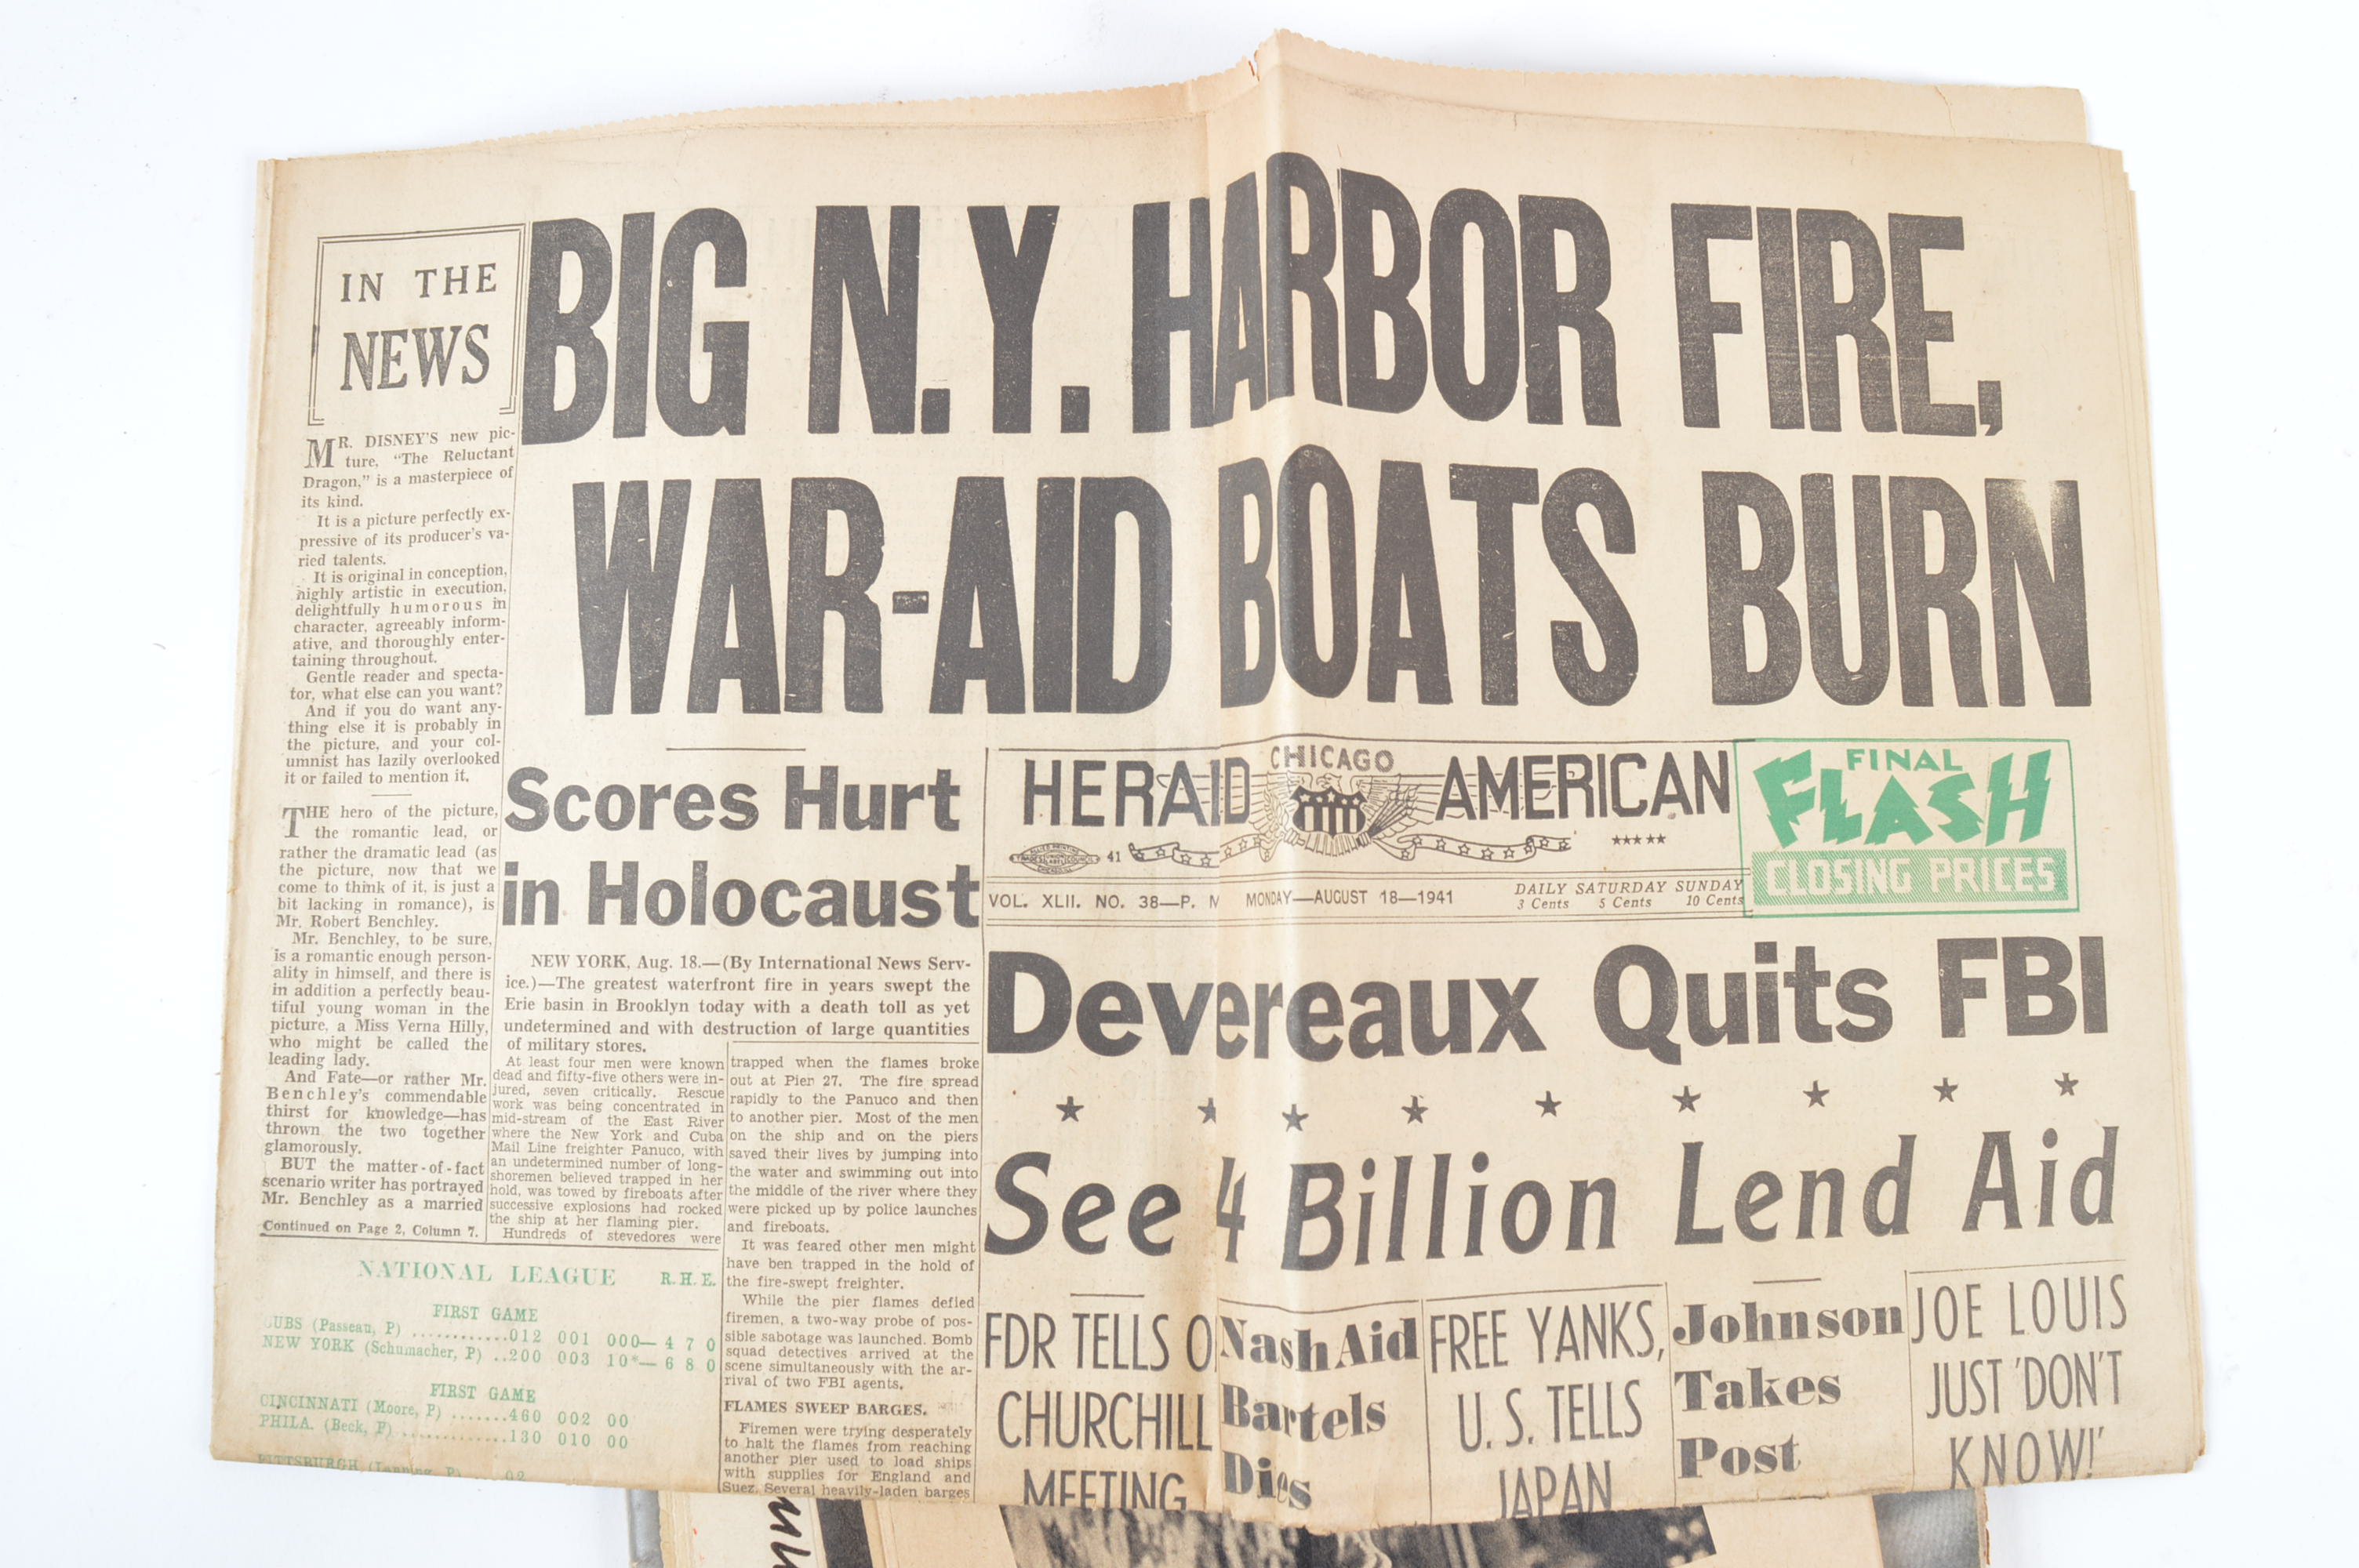 BIG N.Y. HARBOR FIRE,
WAR-AID BOATS BURN
IN THE
NEWS
MR. DISNEY'S new pic-
ture, "The Reluctant
Dragon," is a masterpiece of
its kind.
It is a picture perfectly ex-
pressive of its producer's va-
ried talents.
It is original in conception,
highly artistic in execution,
delightfully humorous in
character, agreeably inform-
ative, and thoroughly enter-
taining throughout.
Gentle reader and specta-
tor, what else can you want?
And if you do want any-
thing else it is probably in
the picture, and your col-
umnist has lazily overlooked
it or failed to mention it.
THE hero of the picture,
the romantic lead, or
rather the dramatic lead (as
the picture, now that we
come to think of it, is just a
bit lacking in romance), is
Mr. Robert Benchley.
Mr. Benchley, to be sure,
is a romantic enough person-
ality in himself, and there is
in addition a perfectly beau-
tiful young woman in the
picture, a Miss Verna Hilly,
who might be called the
leading lady.
And Fate—or rather Mr.
Benchley's commendable
thirst for knowledge—has
thrown the two together
glamorously.
BUT the matter-of-fact
scenario writer has portrayed
Mr. Benchley as a married
Continued on Page 2, Column 7.
NATIONAL LEAGUE R. H. E.
FIRST GAME
CUBS (Passeau, P) ............012 001 000— 4 7 0
NEW YORK (Schumacher, P) ..200 003 10*— 6 8 0
FIRST GAME
CINCINNATI (Moore, P) .......460 002 00
PHILA. (Beck, P) .............130 010 00
PITTSBURGH
Scores Hurt
in Holocaust
NEW YORK, Aug. 18.—(By International News Serv-
ice.)—The greatest waterfront fire in years swept the
Erie basin in Brooklyn today with a death toll as yet
undetermined and with destruction of large quantities
of military stores.
At least four men were known
dead and fifty-five others were in-
jured, seven critically. Rescue
work was being concentrated in
mid-stream of the East River
where the New York and Cuba
Mail Line freighter Panuco, with
an undetermined number of long-
shoremen believed trapped in her
hold, was towed by fireboats after
successive explosions had rocked
the ship at her flaming pier.
Hundreds of stevedores were
trapped when the flames broke
out at Pier 27. The fire spread
rapidly to the Panuco and then
to another pier. Most of the men
on the ship and on the piers
saved their lives by jumping into
the water and swimming out into
the middle of the river where they
were picked up by police launches
and fireboats.
It was feared other men might
have ben trapped in the hold of
the fire-swept freighter.
While the pier flames defied
firemen, a two-way probe of pos-
sible sabotage was launched. Bomb
squad detectives arrived at the
scene simultaneously with the ar-
rival of two FBI agents.
FLAMES SWEEP BARGES.
Firemen were trying desperately
to halt the flames from reaching
another pier used to load ships
with supplies for England and
Suez. Several heavily-laden barges
CHICAGO
HERALD AMERICAN
41
FINAL
FLASH
CLOSING PRICES
VOL. XLII. NO. 38—P. M MONDAY—AUGUST 18—1941
DAILY SATURDAY SUNDAY
3 Cents 5 Cents 10 Cents
Devereaux Quits FBI
See 4 Billion Lend Aid
FDR TELLS O
CHURCHILL
MEETING
Nash Aid
Bartels
Dies
FREE YANKS,
U. S. TELLS
JAPAN
Johnson
Takes
Post
JOE LOUIS
JUST 'DON'T
KNOW!'